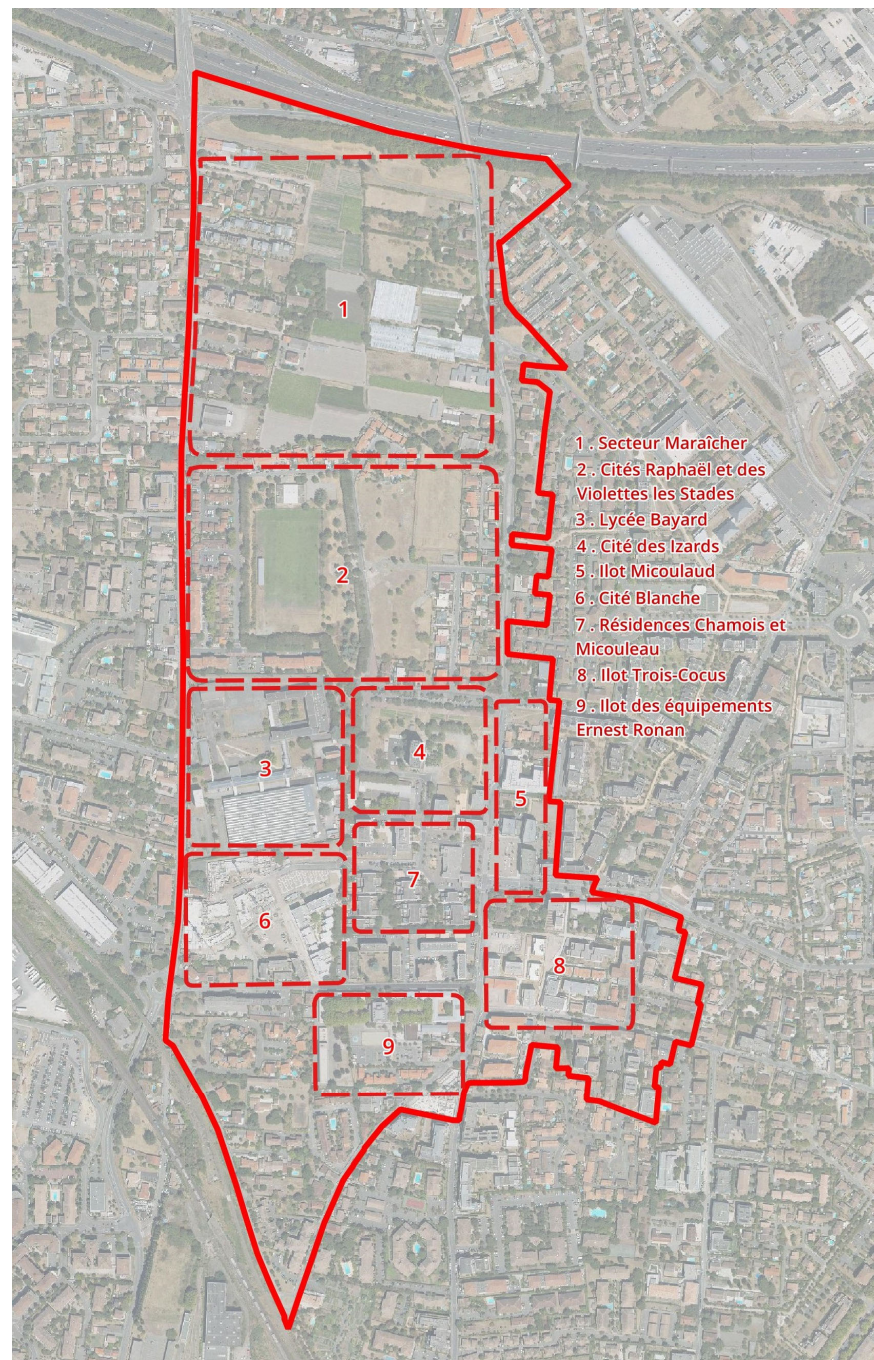 1
2
3
4
5
7
6
8
9
1 . Secteur Maraîcher
2 . Cités Raphaël et des
Violettes les Stades
3 . Lycée Bayard
4 . Cité des Izards
5 . Ilot Micoulaud
6 . Cité Blanche
7 . Résidences Chamois et
Micouleau
8 . Ilot Trois-Cocus
9 . Ilot des équipements
Ernest Ronan